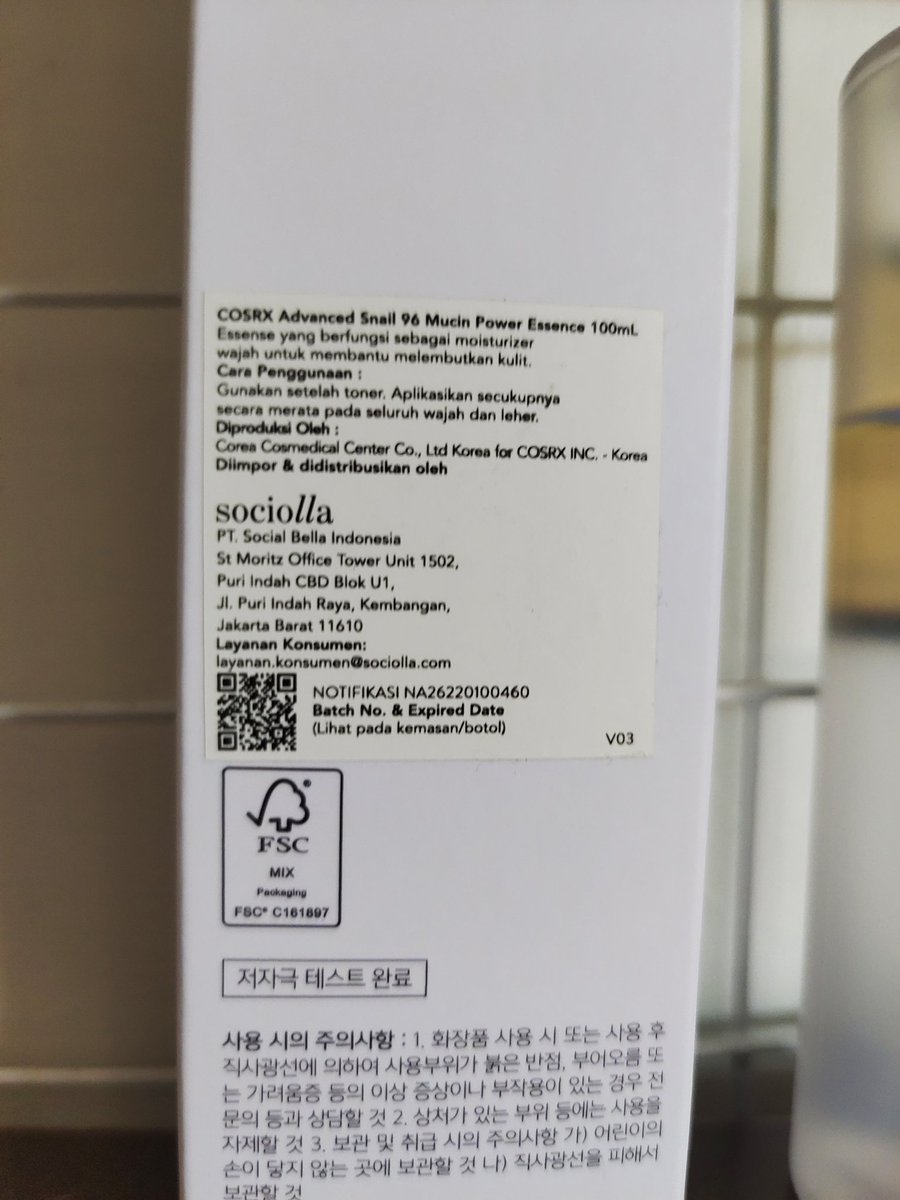 COSRX Advanced Snail 96 Mucin Power Essence 100mL
Essense yang berfungsi sebagai moisturizer
wajah untuk membantu melembutkan kulit.
Cara Penggunaan :
Gunakan setelah toner. Aplikasikan secukupnya
secara merata pada seluruh wajah dan leher.
Diproduksi Oleh :
Corea Cosmedical Center Co., Ltd Korea for COSRX INC. - Korea
Diimpor & didistribusikan oleh
sociolla
PT. Social Bella Indonesia
St Moritz Office Tower Unit 1502,
Puri Indah CBD Blok U1,
Jl. Puri Indah Raya, Kembangan,
Jakarta Barat 11610
Layanan Konsumen:
layanan.konsumen@sociolla.com
NOTIFIKASI NA26220100460
Batch No. & Expired Date
(Lihat pada kemasan/botol)
V03
FSC
MIX
Packaging
FSC® C161897
저자극 테스트 완료
사용 시의 주의사항 : 1. 화장품 사용 시 또는 사용 후
직사광선에 의하여 사용부위가 붉은 반점, 부어오름 또
는 가려움증 등의 이상 증상이나 부작용이 있는 경우 전
문의 등과 상담할 것 2. 상처가 있는 부위 등에는 사용을
자제할 것 3. 보관 및 취급 시의 주의사항 가) 어린이의
손이 닿지 않는 곳에 보관할 것 나) 직사광선을 피해서
보관할 것